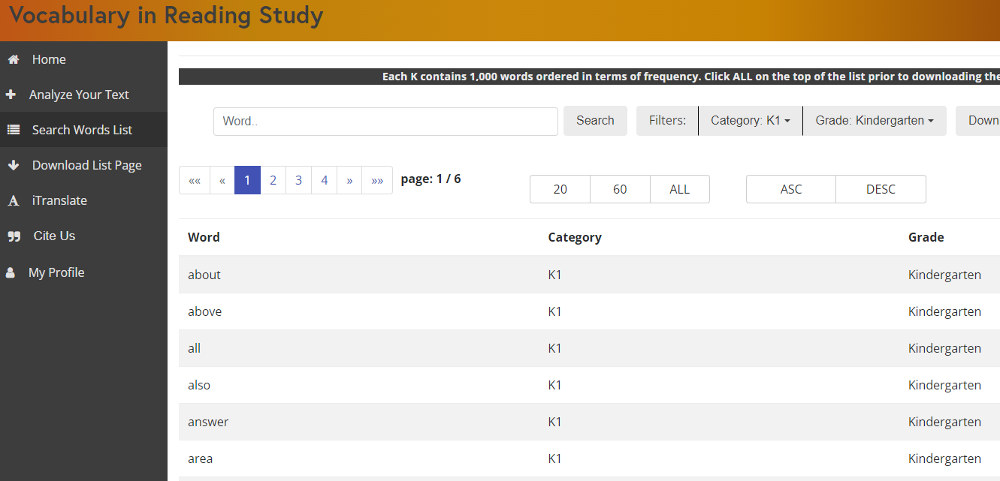 Vocabulary in Reading Study
Home
Analyze Your Text
Search Words List
Download List Page
iTranslate
Cite Us
My Profile
Each K contains 1,000 words ordered in terms of frequency. Click ALL on the top of the list prior to downloading the
Word.. Search Filters: Category: K1 Grade: Kindergarten Down
«« « 1 2 3 4 » »» page: 1 / 6
20 60 ALL ASC DESC
Word Category Grade
about K1 Kindergarten
above K1 Kindergarten
all K1 Kindergarten
also K1 Kindergarten
answer K1 Kindergarten
area K1 Kindergarten